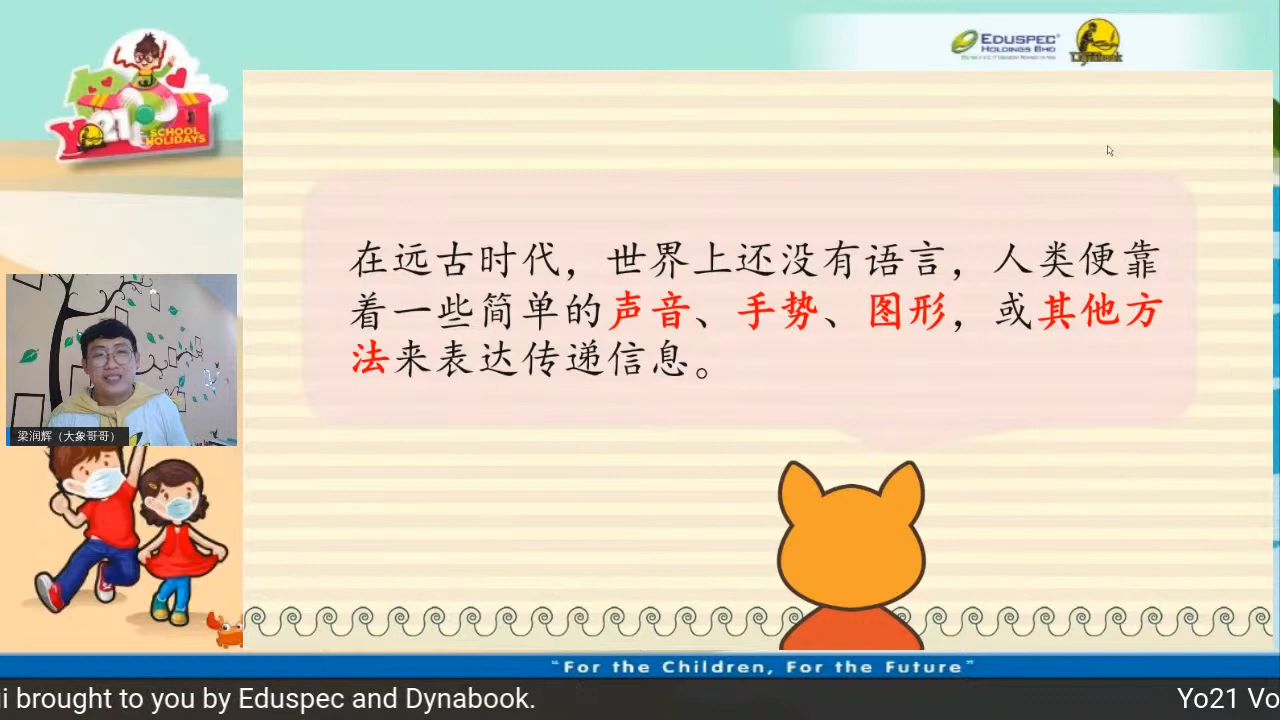 EDUSPEC
HOLDINGS BHD
Dynabook
Yo21
SCHOOL
HOLIDAYS
在远古时代，世界上还没有语言，人类便靠
着一些简单的声音、手势、图形，或其他方
法来表达传递信息。
梁润辉（大象哥哥）
“For the Children, For the Future”
i brought to you by Eduspec and Dynabook.
Yo21 Vo